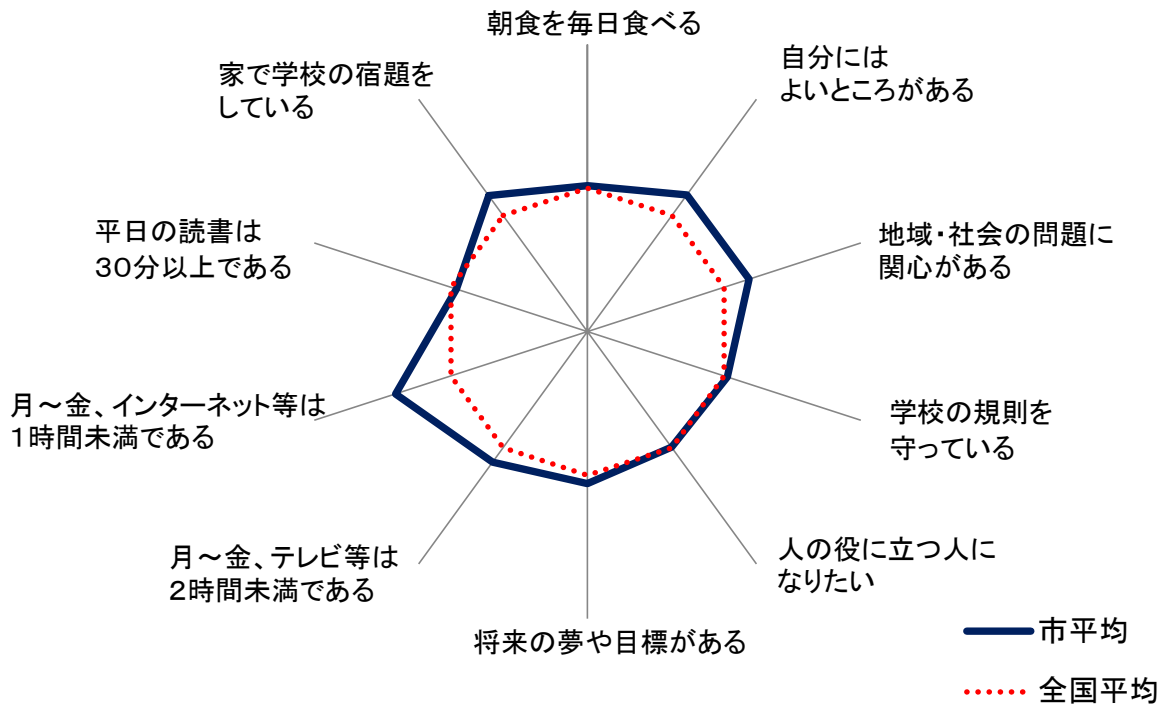 朝食を毎日食べる
自分には
よいところがある
地域・社会の問題に
関心がある
学校の規則を
守っている
人の役に立つ人に
なりたい
将来の夢や目標がある
月～金、テレビ等は
２時間未満である
月～金、インターネット等は
１時間未満である
平日の読書は
３０分以上である
家で学校の宿題を
している
市平均
全国平均